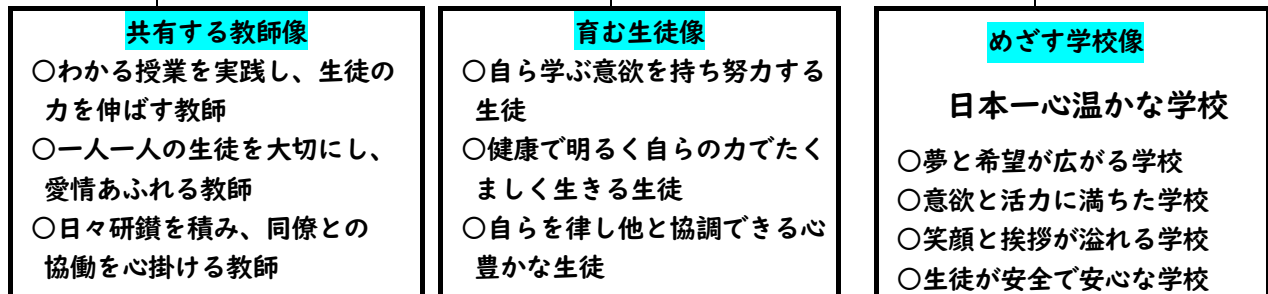 共有する教師像
○わかる授業を実践し、生徒の
力を伸ばす教師
○一人一人の生徒を大切にし、
愛情あふれる教師
○日々研鑽を積み、同僚との
協働を心掛ける教師
育む生徒像
○自ら学ぶ意欲を持ち努力する
生徒
○健康で明るく自らの力でたく
ましく生きる生徒
○自らを律し他と協調できる心
豊かな生徒
めざす学校像
日本一心温かな学校
○夢と希望が広がる学校
○意欲と活力に満ちた学校
○笑顔と挨拶が溢れる学校
○生徒が安全で安心な学校